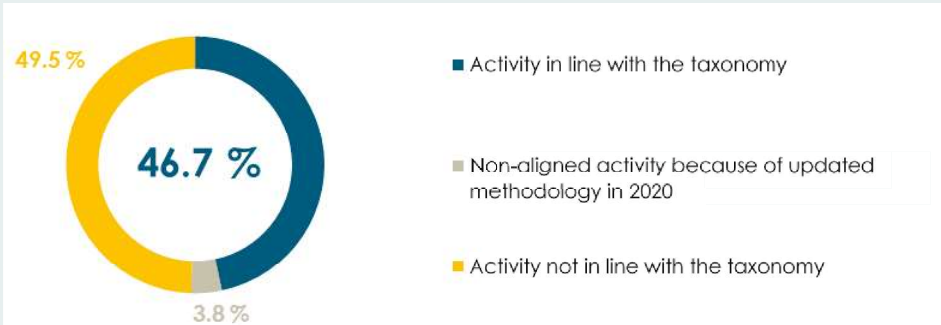 49.5 %
Activity in line with the taxonomy
46.7 %
Non-aligned activity because of updated
methodology in 2020
Activity not in line with the taxonomy
3.8 %